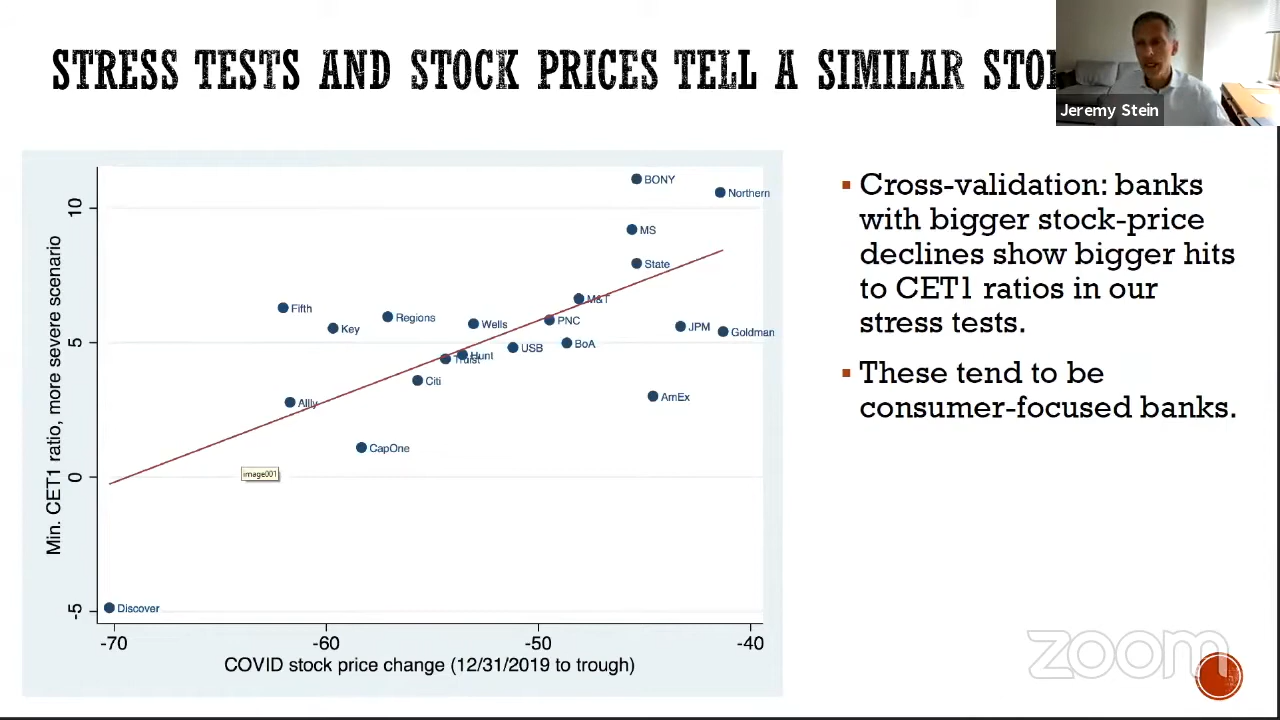 STRESS TESTS AND STOCK PRICES TELL A SIMILAR
Jeremy Stein
Cross-validation: banks
with bigger stock-price
declines show bigger hits
to CET1 ratios in our
stress tests.
These tend to be
consumer-focused banks.
Min. CET1 ratio, more severe scenario
10
5
0
-5
BONY
Northern
MS
State
M&T
Fifth
Regions
Key
Wells
PNC
JPM
Goldman
USB
BoA
Hunt
Truist
Citi
AmEx
Ally
CapOne
image001
Discover
-70
-60
-50
-40
COVID stock price change (12/31/2019 to trough)
zoom